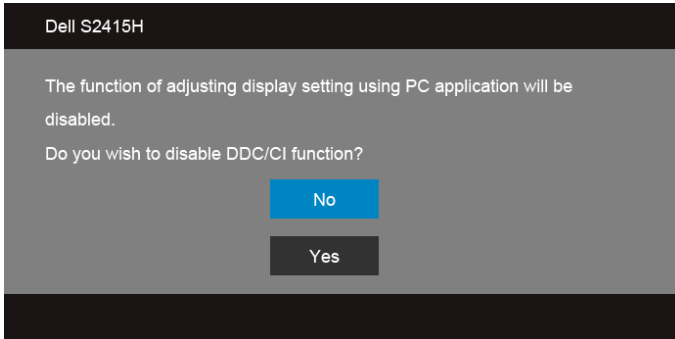 Dell S2415H
The function of adjusting display setting using PC application will be
disabled.
Do you wish to disable DDC/CI function?
No
Yes